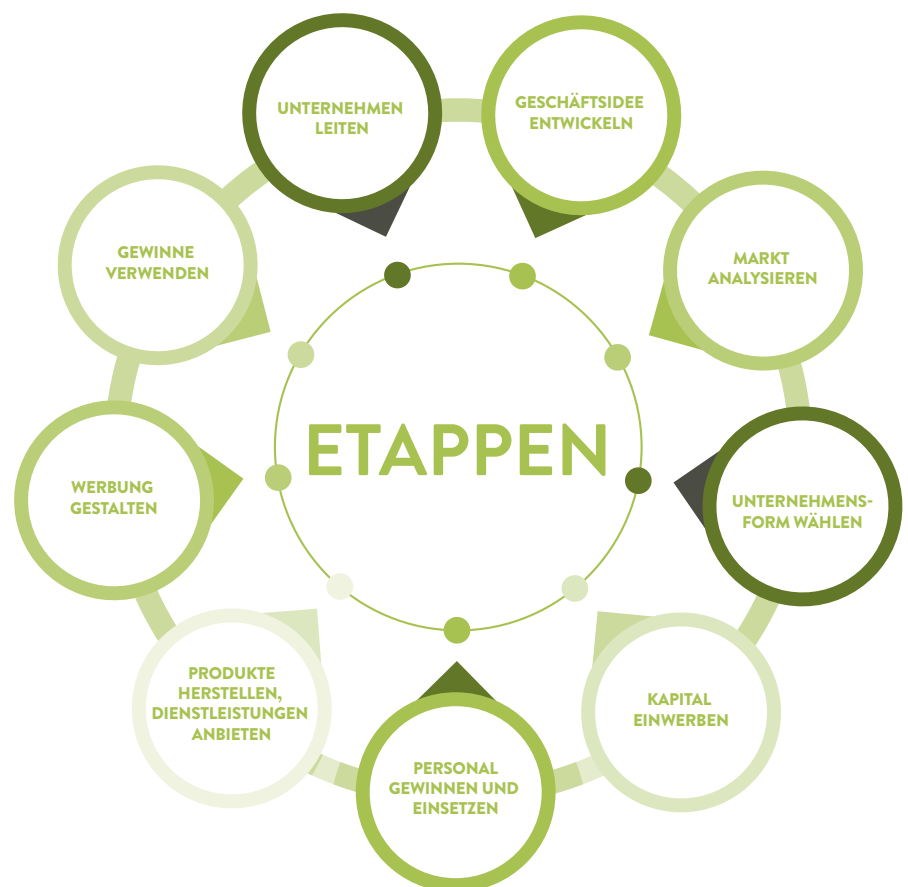 UNTERNEHMEN
LEITEN
GESCHÄFTSIDEE
ENTWICKELN
MARKT
ANALYSIEREN
UNTERNEHMENS-
FORM WÄHLEN
KAPITAL
EINWERBEN
PERSONAL
GEWINNEN UND
EINSETZEN
PRODUKTE
HERSTELLEN,
DIENSTLEISTUNGEN
ANBIETEN
WERBUNG
GESTALTEN
GEWINNE
VERWENDEN
ETAPPEN